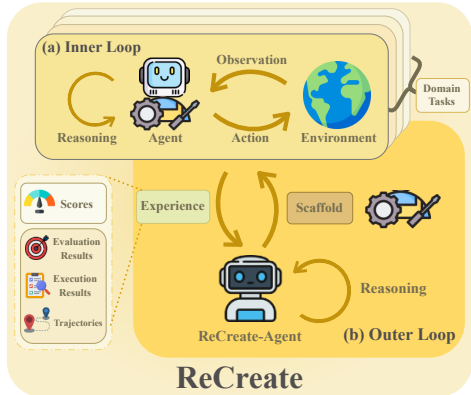 (a) Inner Loop
Observation
Reasoning
Agent
Action
Environment
Domain
Tasks
Scores
Evaluation
Results
Execution
Results
Trajectories
Experience
Scaffold
Reasoning
ReCreate-Agent
(b) Outer Loop
ReCreate